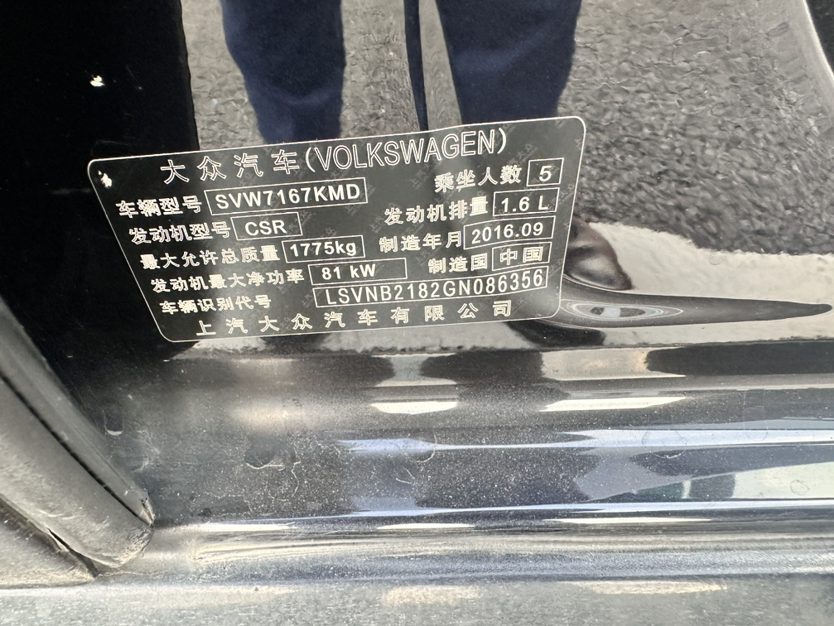 大众汽车(VOLKSWAGEN)
车辆型号 SVW7167KMD 乘坐人数 5
发动机型号 CSR 发动机排量 1.6 L
最大允许总质量 1775kg 制造年月 2016.09
发动机最大净功率 81 kW 制造国 中国
车辆识别代号 LSVNB2182GN086356
上汽大众汽车有限公司